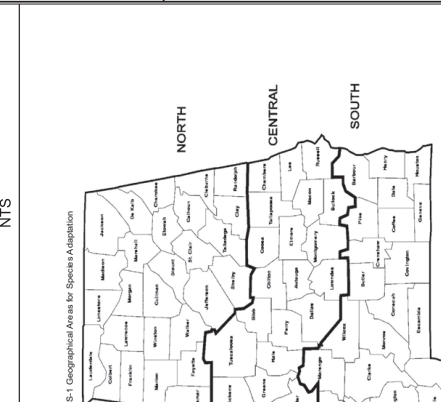 NTS
S-1 Geographical Areas for Species Adaptation
NORTH
CENTRAL
SOUTH
Lauderdale
Limestone
Madison
Jackson
Colbert
Lawrence
Morgan
Marshall
De Kalb
Franklin
Winston
Cullman
Blount
Etowah
Cherokee
Marion
Walker
St. Clair
Calhoun
Cleburne
Fayette
Jefferson
Shelby
Talladega
Clay
Randolph
Tuscaloosa
Bibb
Chilton
Coosa
Tallapoosa
Chambers
Greene
Hale
Perry
Autauga
Elmore
Lee
Macon
Russell
Marengo
Dallas
Lowndes
Montgomery
Bullock
Wilcox
Butler
Crenshaw
Pike
Barbour
Clarke
Monroe
Conecuh
Covington
Coffee
Dale
Henry
Escambia
Geneva
Houston